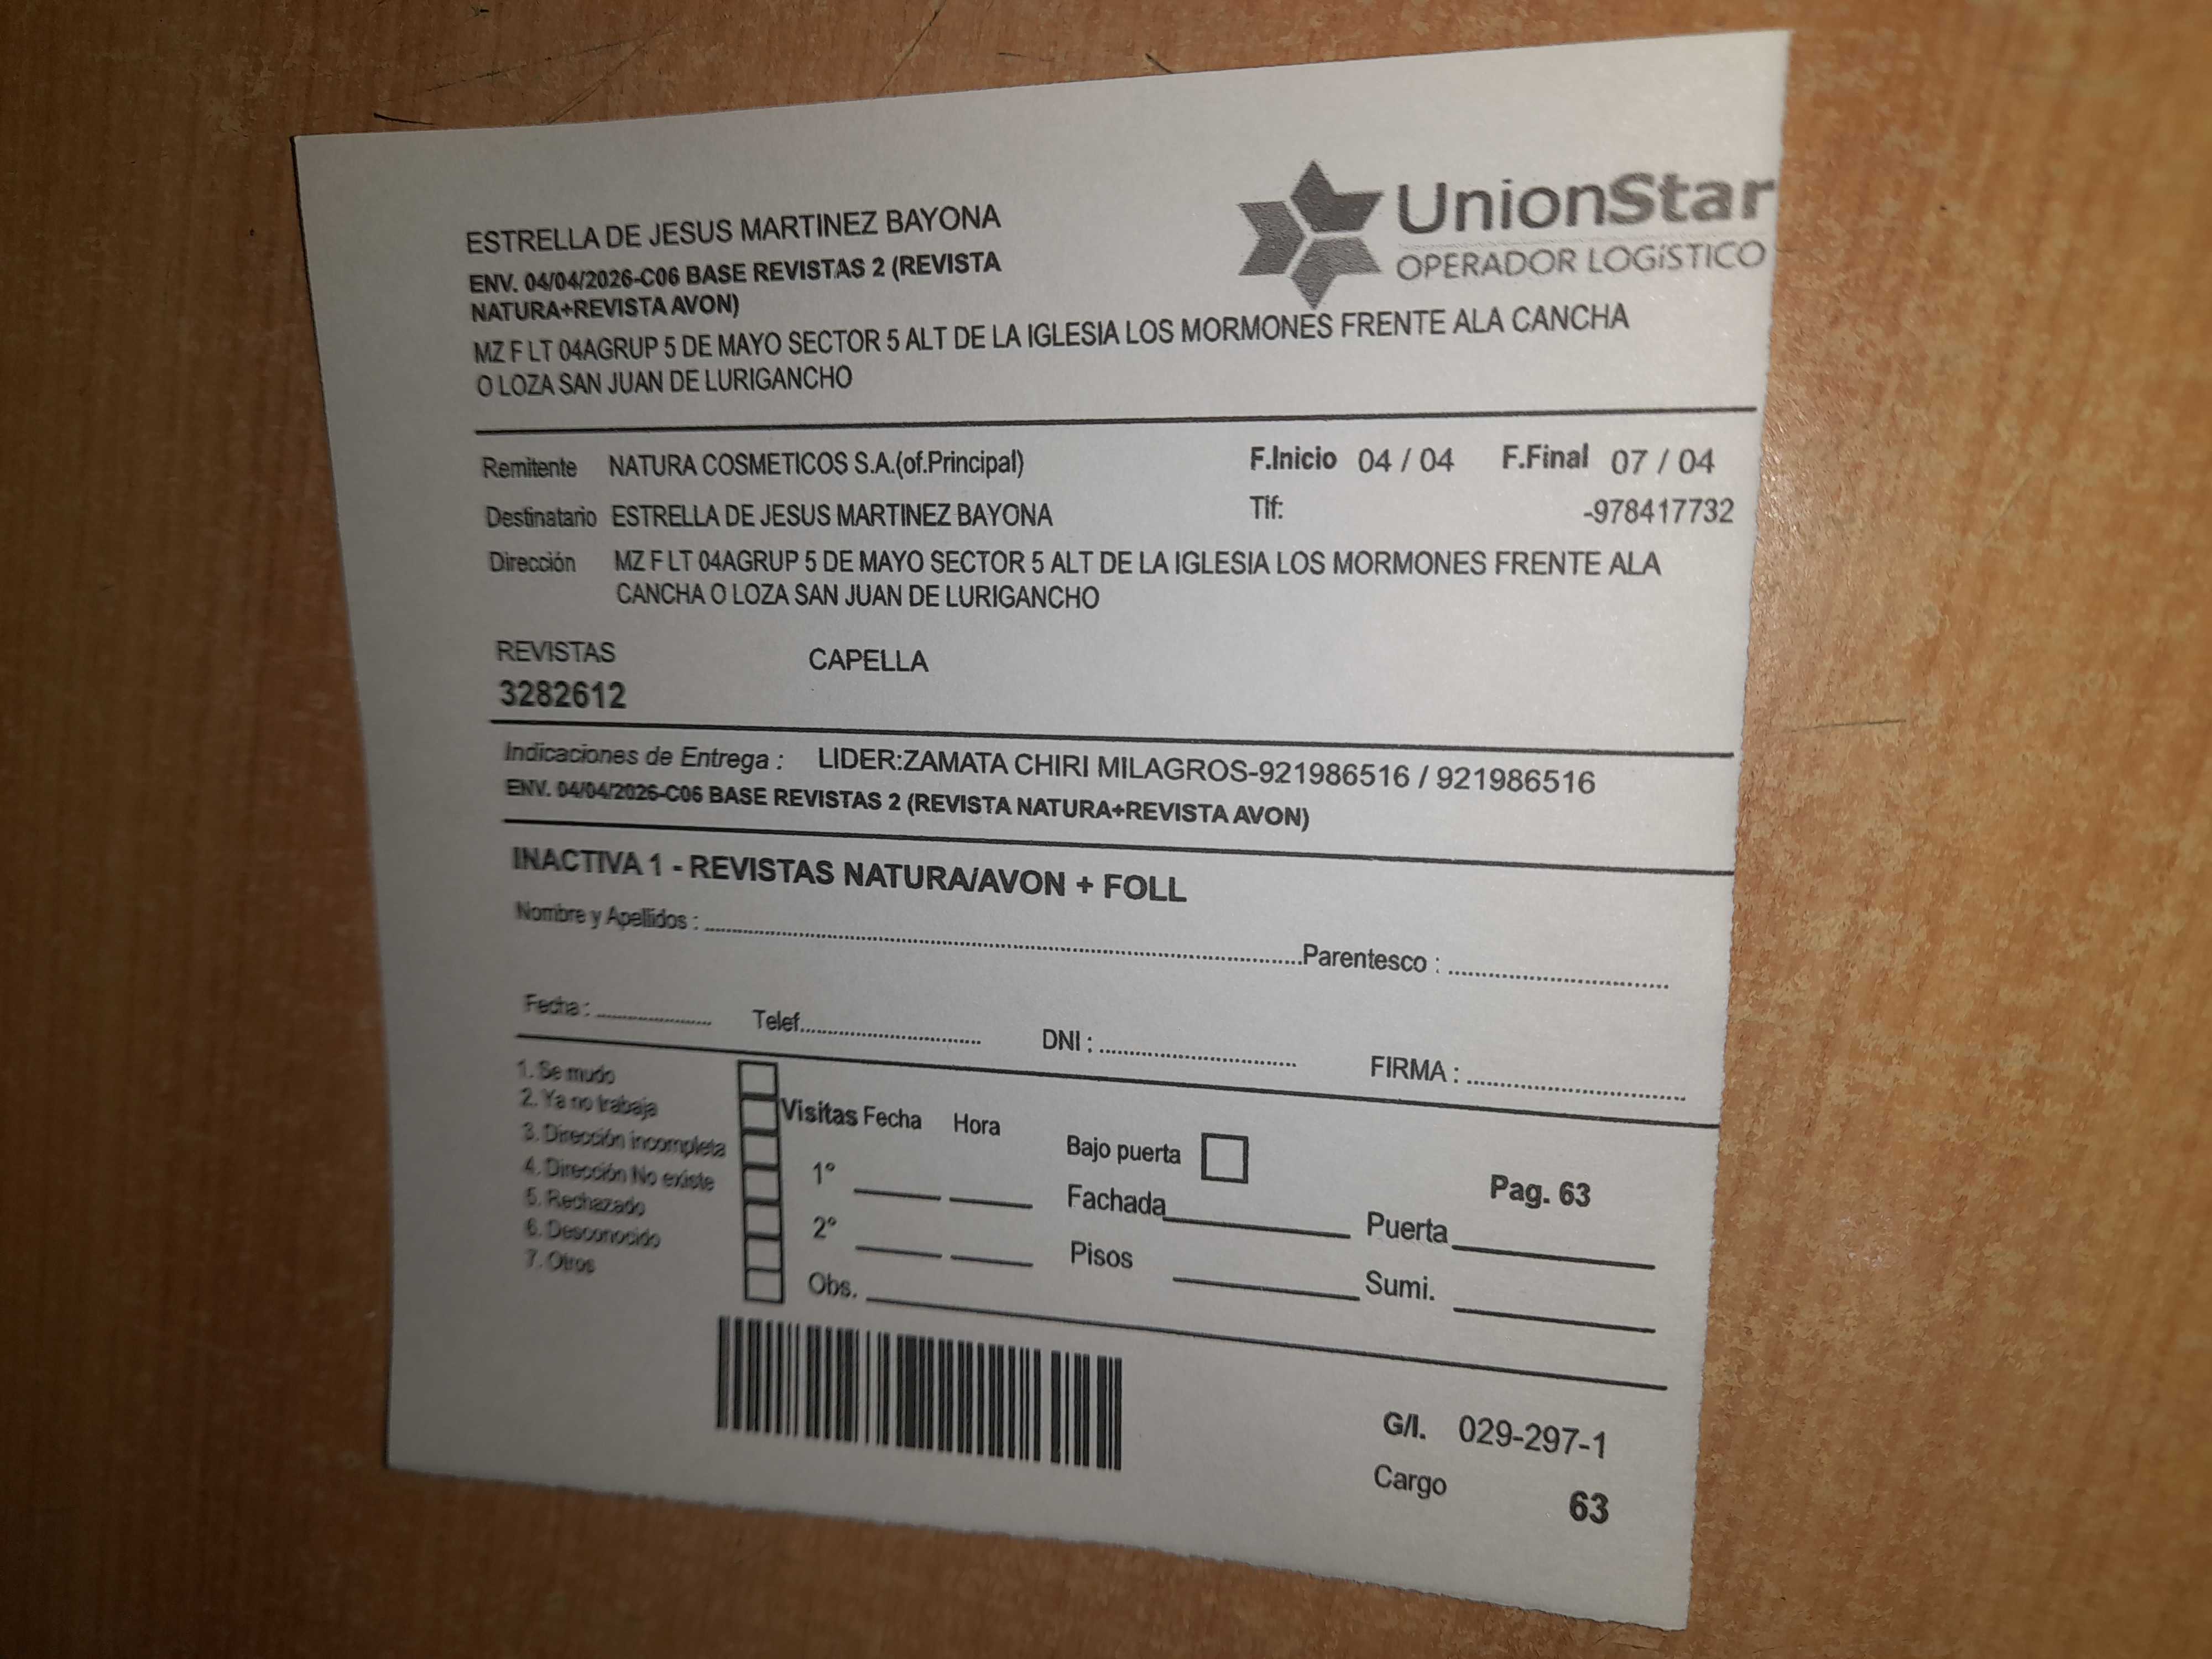 UnionStar
OPERADOR LOGíSTICO
ESTRELLA DE JESUS MARTINEZ BAYONA
ENV. 04/04/2026-C06 BASE REVISTAS 2 (REVISTA
NATURA+REVISTA AVON)
MZ F LT 04AGRUP 5 DE MAYO SECTOR 5 ALT DE LA IGLESIA LOS MORMONES FRENTE ALA CANCHA
O LOZA SAN JUAN DE LURIGANCHO
Remitente NATURA COSMETICOS S.A.(of.Principal) F.Inicio 04 / 04 F.Final 07 / 04
Destinatario ESTRELLA DE JESUS MARTINEZ BAYONA Tlf: -978417732
Dirección MZ F LT 04AGRUP 5 DE MAYO SECTOR 5 ALT DE LA IGLESIA LOS MORMONES FRENTE ALA
CANCHA O LOZA SAN JUAN DE LURIGANCHO
REVISTAS CAPELLA
3282612
Indicaciones de Entrega : LIDER:ZAMATA CHIRI MILAGROS-921986516 / 921986516
ENV. 04/04/2026-C06 BASE REVISTAS 2 (REVISTA NATURA+REVISTA AVON)
INACTIVA 1 - REVISTAS NATURA/AVON + FOLL
Nombre y Apellidos : Parentesco :
Fecha : Telef. DNI : FIRMA :
1. Se mudo
2. Ya no trabaja
3. Dirección incompleta
4. Dirección No existe
5. Rechazado
6. Desconocido
7. Otros
Visitas Fecha Hora
1°
2°
Obs.
Bajo puerta
Pag. 63
Fachada Puerta
Pisos Sumi.
G/I. 029-297-1
Cargo 63